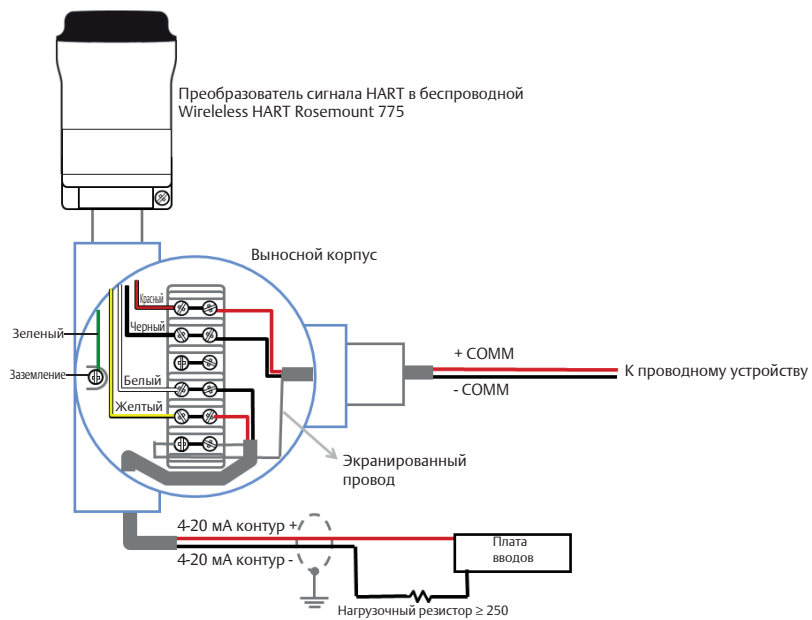 Преобразователь сигнала HART в беспроводной
Wireleless HART Rosemount 775
Выносной корпус
Красный
Черный
Зеленый
Заземление
Белый
Желтый
+ COMM
- COMM
К проводному устройству
Экранированный
провод
4-20 мА контур +
4-20 мА контур -
Плата
вводов
Нагрузочный резистор ≥ 250